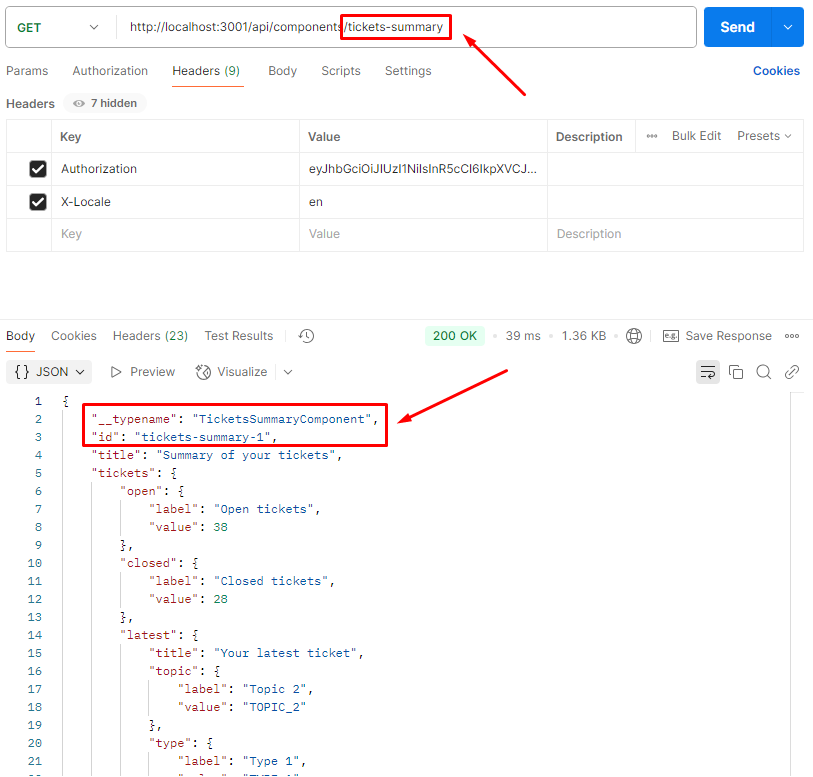 GET http://localhost:3001/api/components/tickets-summary Send
Params Authorization Headers (9) Body Scripts Settings Cookies
Headers 7 hidden
Key Value Description Bulk Edit Presets
Authorization eyJhbGciOiJIUzI1NiIsInR5cCI6IkpXVCJ...
X-Locale en
Key Value Description
Body Cookies Headers (23) Test Results 200 OK 39 ms 1.36 KB e.g. Save Response
{} JSON Preview Visualize
1 {
2 "__typename": "TicketsSummaryComponent",
3 "id": "tickets-summary-1",
4 "title": "Summary of your tickets",
5 "tickets": {
6 "open": {
7 "label": "Open tickets",
8 "value": 38
9 },
10 "closed": {
11 "label": "Closed tickets",
12 "value": 28
13 },
14 "latest": {
15 "title": "Your latest ticket",
16 "topic": {
17 "label": "Topic 2",
18 "value": "TOPIC_2"
19 },
20 "type": {
21 "label": "Type 1",